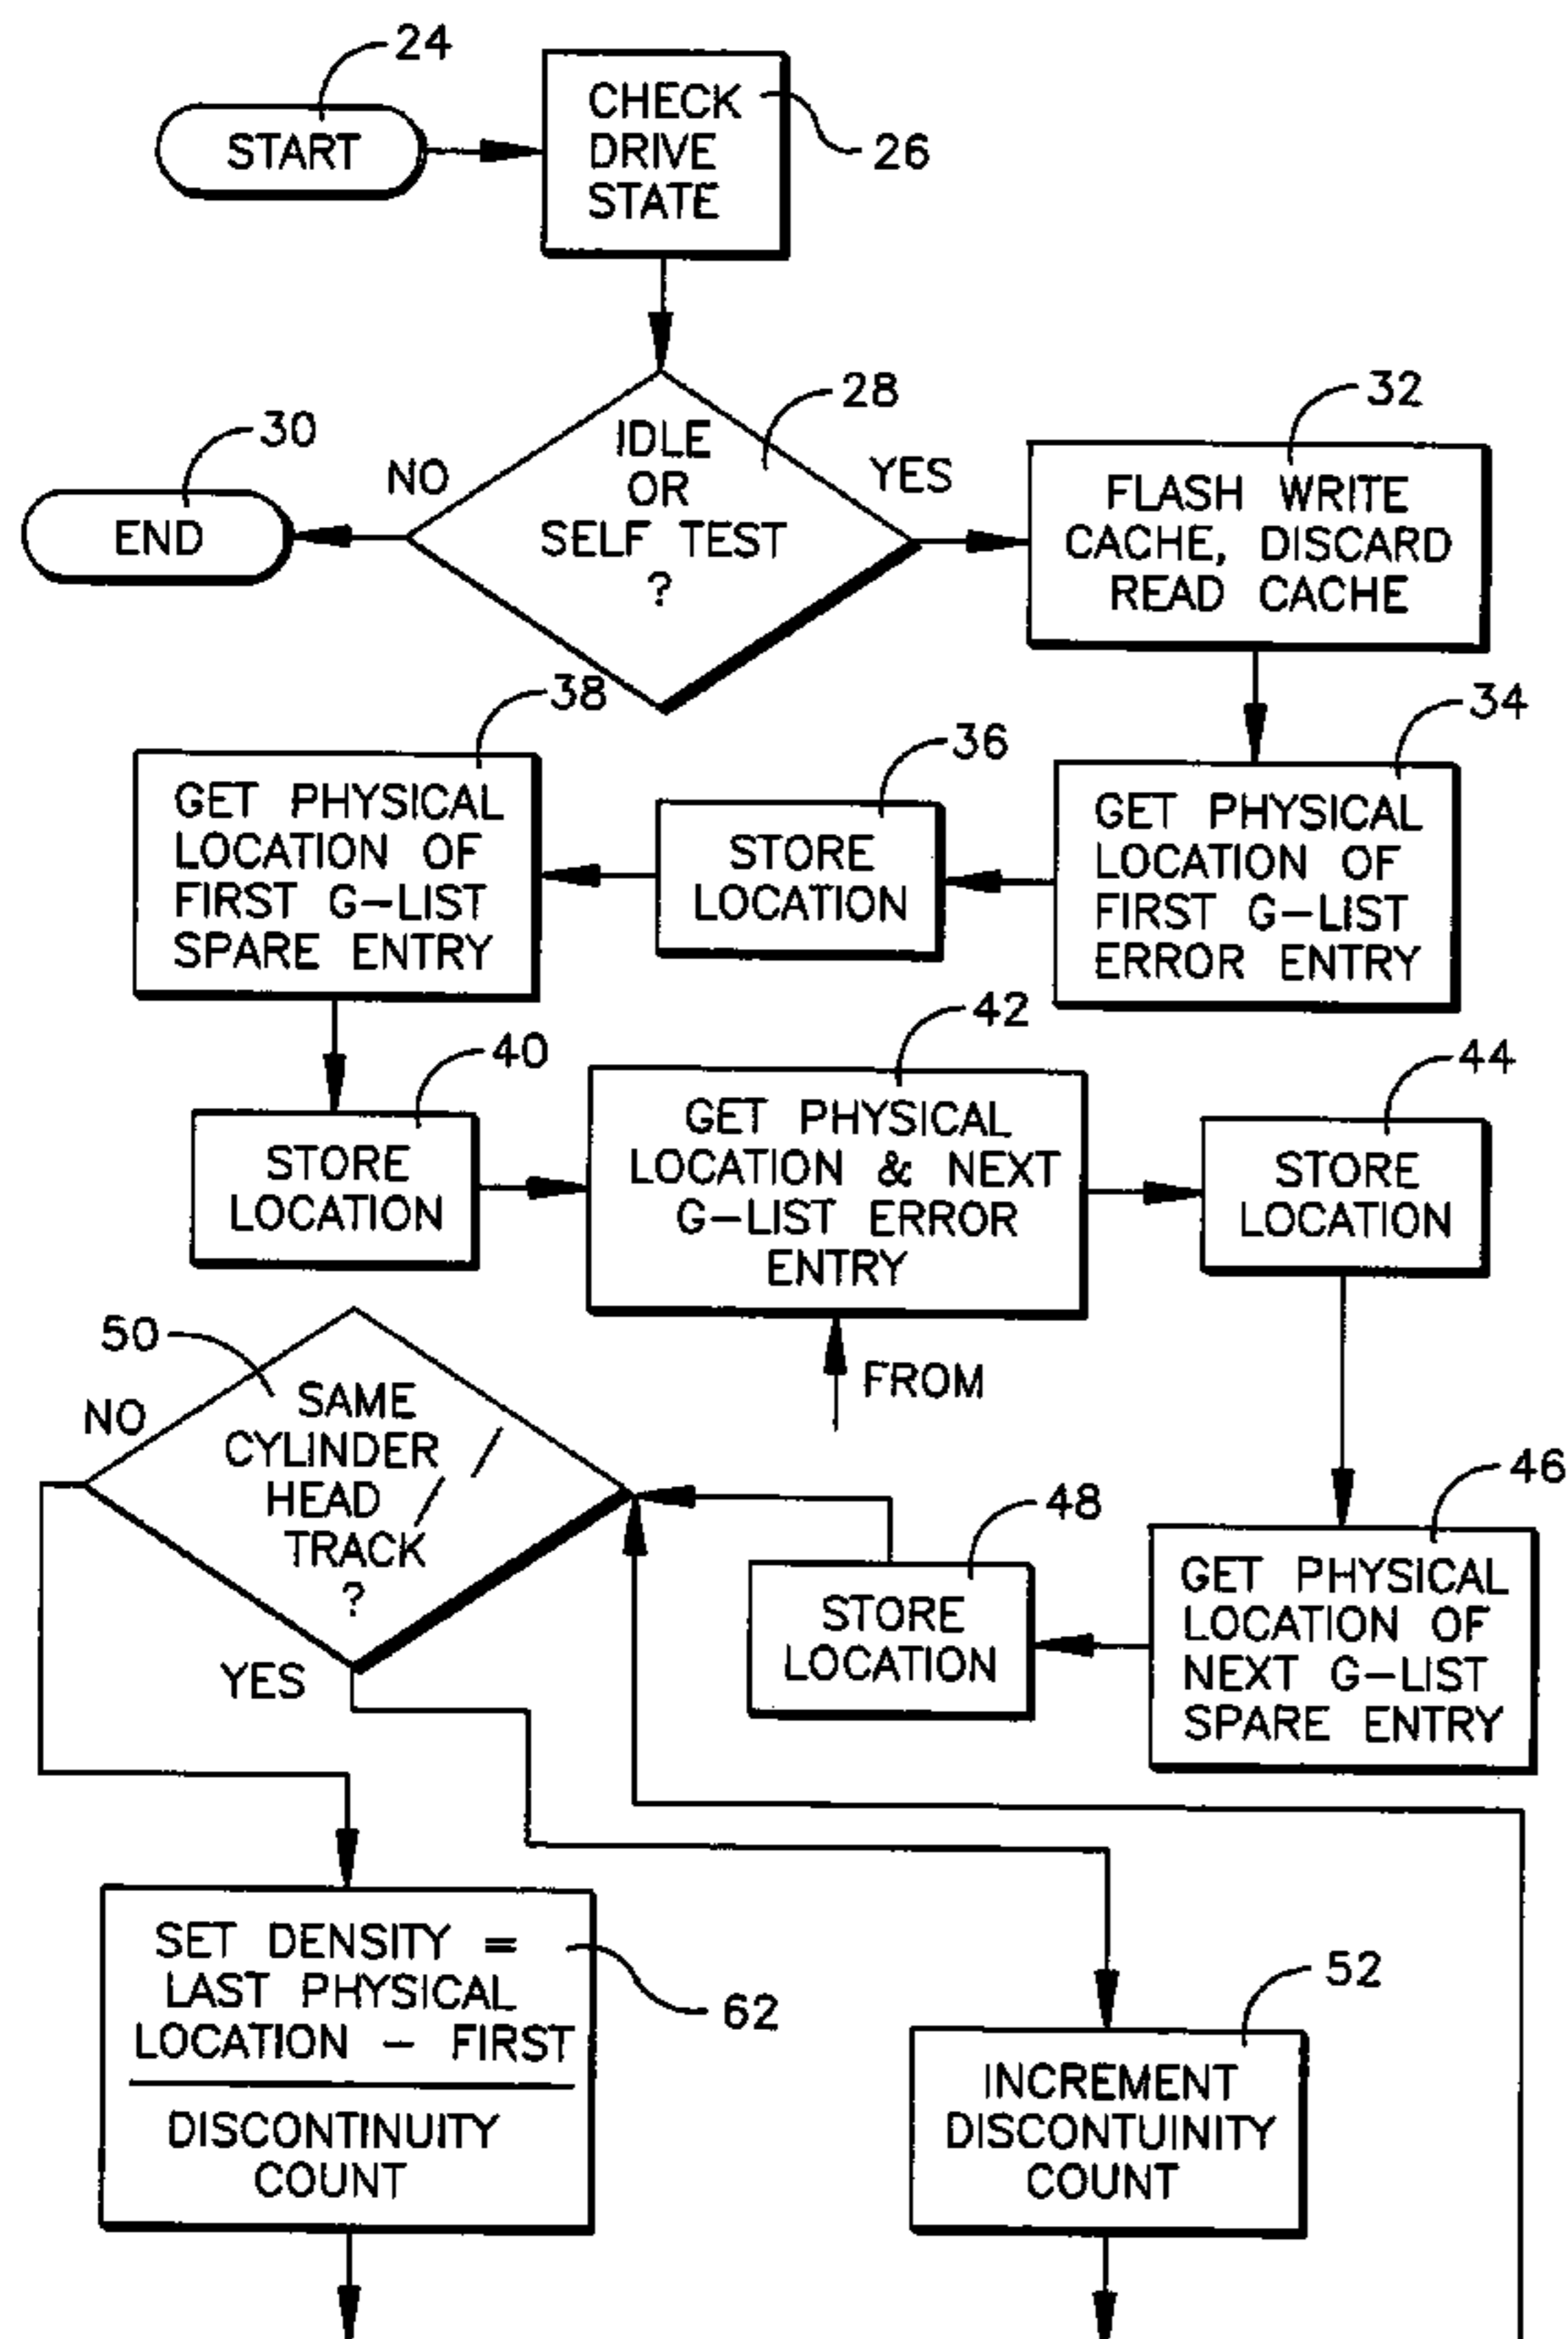 24
START
CHECK
DRIVE
STATE
26
28
IDLE
OR
SELF TEST
?
NO
YES
30
END
32
FLASH WRITE
CACHE, DISCARD
READ CACHE
34
GET PHYSICAL
LOCATION OF
FIRST G-LIST
ERROR ENTRY
36
STORE
LOCATION
38
GET PHYSICAL
LOCATION OF
FIRST G-LIST
SPARE ENTRY
40
STORE
LOCATION
42
GET PHYSICAL
LOCATION & NEXT
G-LIST ERROR
ENTRY
FROM
44
STORE
LOCATION
46
GET PHYSICAL
LOCATION OF
NEXT G-LIST
SPARE ENTRY
48
STORE
LOCATION
50
SAME
CYLINDER /
HEAD /
TRACK
?
NO
YES
SET DENSITY =
LAST PHYSICAL
LOCATION - FIRST
DISCONTINUITY
COUNT
62
52
INCREMENT
DISCONTUINITY
COUNT